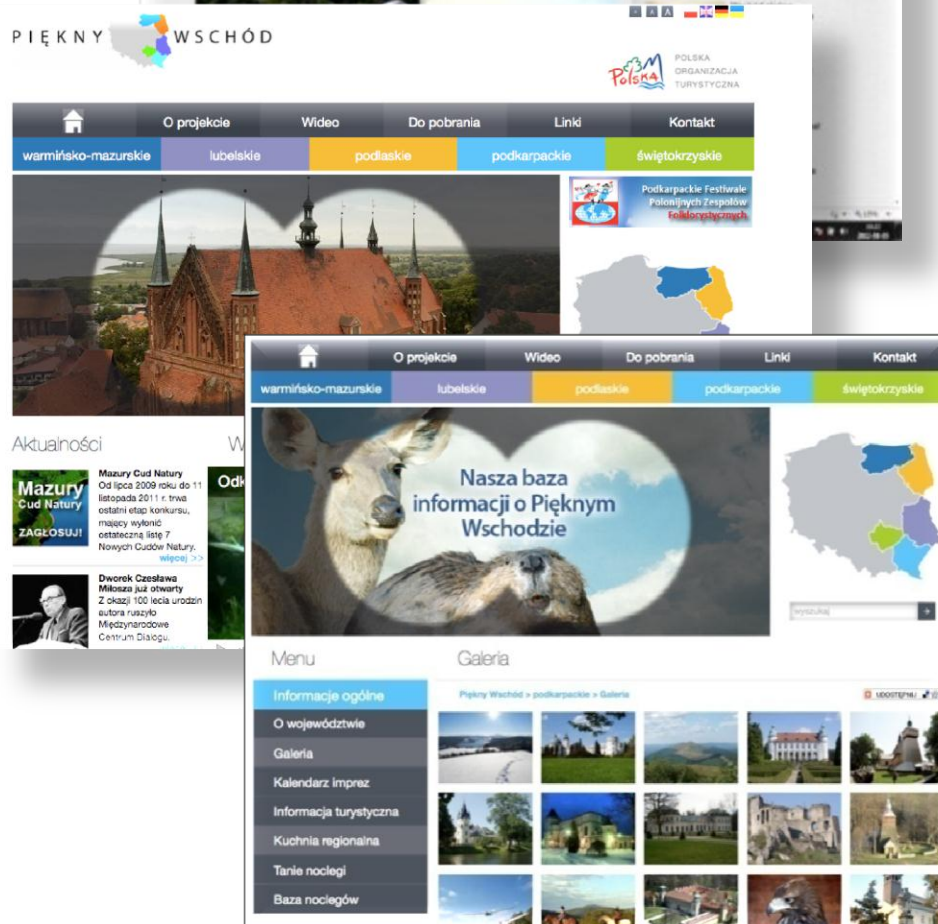 PIĘKNY WSCHÓD
A A A
Polska
POLSKA
ORGANIZACJA
TURYSTYCZNA
O projekcie Wideo Do pobrania Linki Kontakt
warmińsko-mazurskie lubelskie podlaskie podkarpackie świętokrzyskie
Podkarpackie Festiwale
Polonijnych Zespołów
Folklorystycznych
Aktualności
W
Mazury
Cud Natury
ZAGŁOSUJ!
Mazury Cud Natury
Od lipca 2009 roku do 11
listopada 2011 r. trwa
ostatni etap konkursu,
mający wyłonić
ostateczną listę 7
Nowych Cudów Natury.
więcej >>
Odk
Dworek Czesława
Miłosza już otwarty
Z okazji 100 lecia urodzin
autora ruszyło
Międzynarodowe
Centrum Dialogu.
O projekcie Wideo Do pobrania Linki Kontakt
warmińsko-mazurskie lubelskie podlaskie podkarpackie świętokrzyskie
Nasza baza
informacji o Pięknym
Wschodzie
wyszukaj
Menu
Galeria
Informacje ogólne
O województwie
Galeria
Kalendarz imprez
Informacja turystyczna
Kuchnia regionalna
Tanie noclegi
Baza noclegów
Piękny Wschód > podkarpackie > Galeria
UDOSTĘPNIJ